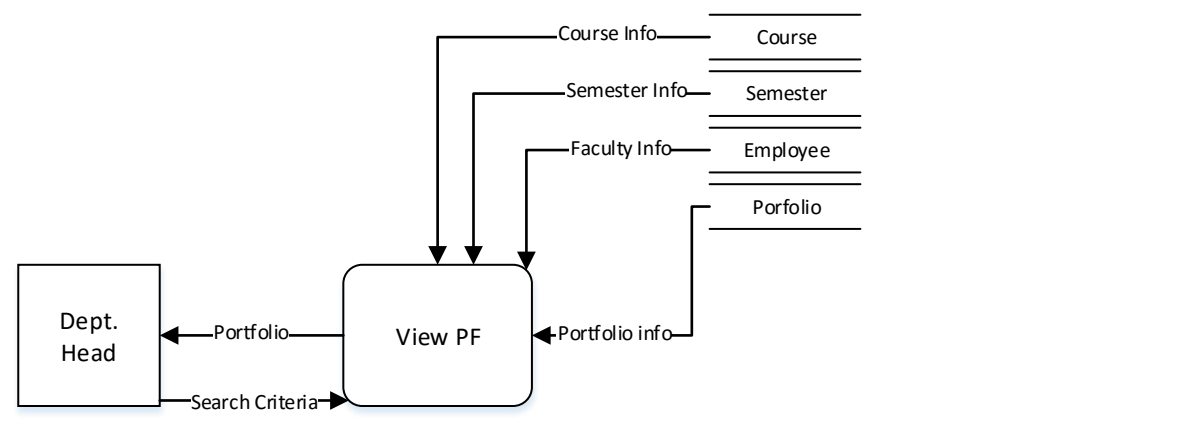 Course Info
Course
Semester Info
Semester
Faculty Info
Employee
Porfolio
Dept.
Head
Portfolio
View PF
Portfolio info
Search Criteria